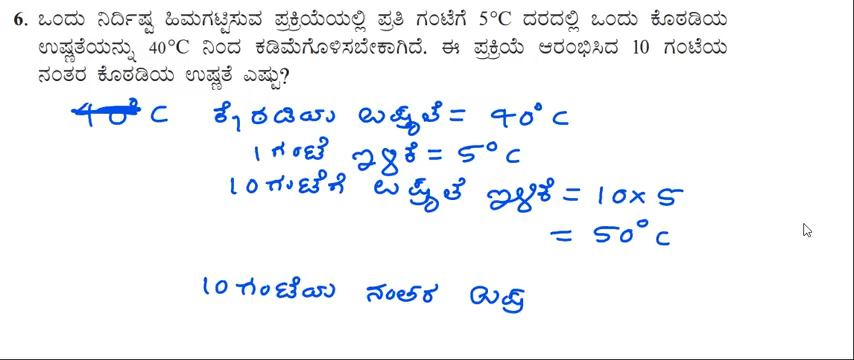 6. ಒಂದು ನಿರ್ದಿಷ್ಟ ಹಿಮಗಟ್ಟಿಸುವ ಪ್ರಕ್ರಿಯೆಯಲ್ಲಿ ಪ್ರತಿ ಗಂಟೆಗೆ 5°C ದರದಲ್ಲಿ ಒಂದು ಕೊಠಡಿಯ
ಉಷ್ಣತೆಯನ್ನು 40°C ನಿಂದ ಕಡಿಮೆಗೊಳಿಸಬೇಕಾಗಿದೆ. ಈ ಪ್ರಕ್ರಿಯೆ ಆರಂಭಿಸಿದ 10 ಗಂಟೆಯ
ನಂತರ ಕೊಠಡಿಯ ಉಷ್ಣತೆ ಎಷ್ಟು?
40°C ಕೊಠಡಿಯ ಉಷ್ಣತೆ = 40°C
1 ಗಂಟೆ ಇಳಿಕೆ = 5°C
10 ಗಂಟೆಗೆ ಉಷ್ಣತೆ ಇಳಿಕೆ = 10 × 5
= 50°C
10 ಗಂಟೆಯ ನಂತರ ಉಷ್ಣ